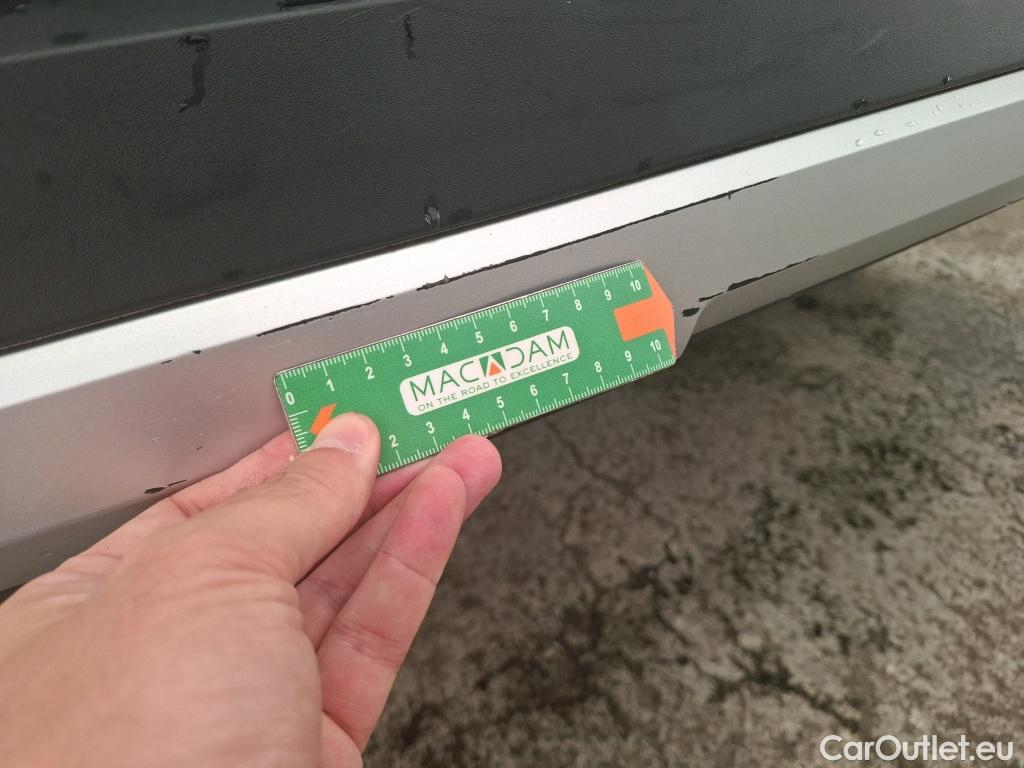 0 1 2 3 4 5 6 7 8 9 10
MACADAM
ON THE ROAD TO EXCELLENCE
2 3 4 5 6 7 8 9 10
CarOutlet.eu